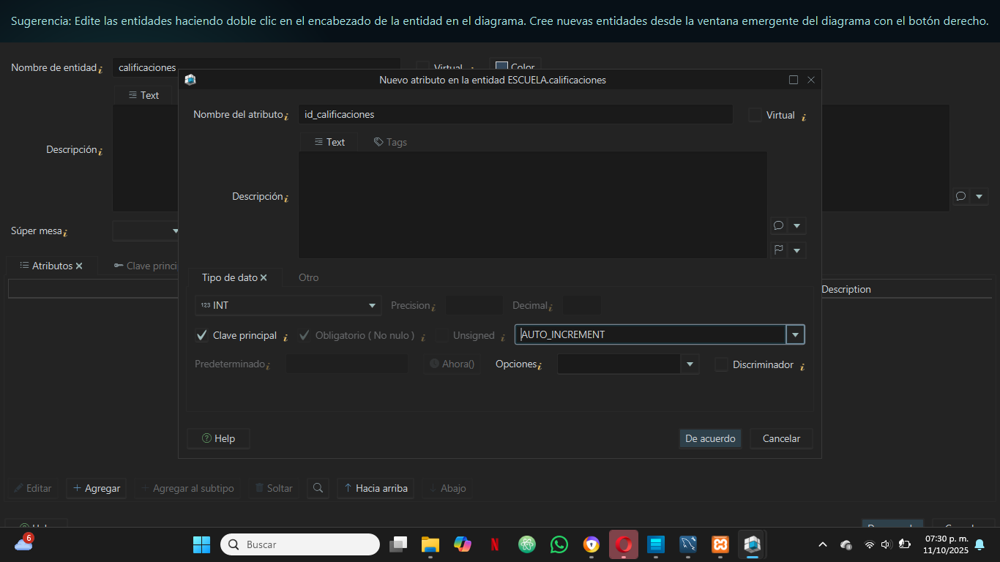 Sugerencia: Edite las entidades haciendo doble clic en el encabezado de la entidad en el diagrama. Cree nuevas entidades desde la ventana emergente del diagrama con el botón derecho.
Nombre de entidad
calificaciones
Virtual
Color
Text
Descripción
Súper mesa
Atributos
Clave princi
Description
Nuevo atributo en la entidad ESCUELA.calificaciones
Nombre del atributo
id_calificaciones
Virtual
Text
Tags
Descripción
Tipo de dato
Otro
123 INT
Precision
Decimal
Clave principal
Obligatorio ( No nulo )
Unsigned
AUTO_INCREMENT
Predeterminado
Ahora()
Opciones
Discriminador
Help
De acuerdo
Cancelar
Editar
Agregar
Agregar al subtipo
Soltar
Hacia arriba
Abajo
6
Buscar
07:30 p. m.
11/10/2025